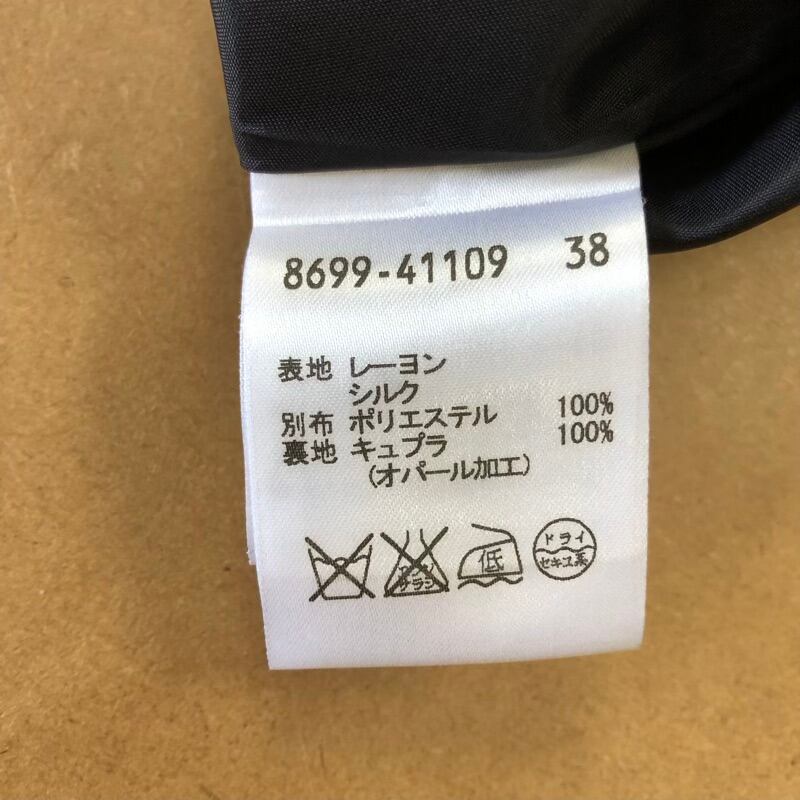 8699-41109 38
表地 レーヨン
シルク
別布 ポリエステル 100%
裏地 キュプラ 100%
(オパール加工)
低
ドライ
セキユ系